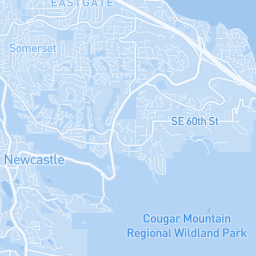 EASTGATE
Somerset
SE 60th St
Newcastle
Cougar Mountain
Regional Wildland Park